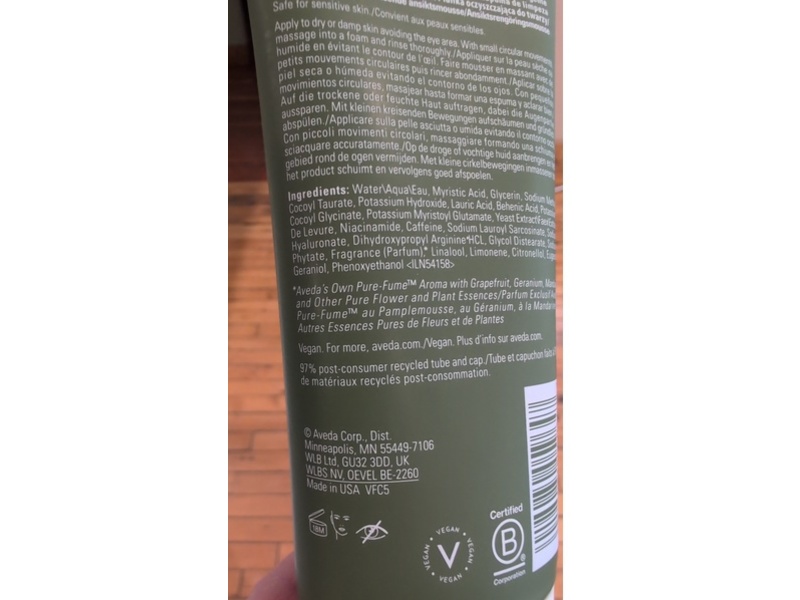 pianka oczyszczająca do twarzy/
ansiktsmousse/Ansiktsrengöringsmousse.
Safe for sensitive skin./Convient aux peaux sensibles.
Apply to dry or damp skin avoiding the eye area. With small circular movements,
massage into a foam and rinse thoroughly./Appliquer sur la peau sèche ou
humide en évitant le contour de l'œil. Faire mousser en massant avec de
petits mouvements circulaires puis rincer abondamment./Aplicar sobre la
piel seca o húmeda evitando el contorno de los ojos. Con pequeños
movimientos circulares, masajear hasta formar una espuma y aclarar bien./
Auf die trockene oder feuchte Haut auftragen, dabei die Augenpartie
aussparen. Mit kleinen kreisenden Bewegungen aufschäumen und gründlich
abspülen./Applicare sulla pelle asciutta o umida evitando il contorno occhi.
Con piccoli movimenti circolari, massaggiare formando una schiuma
sciacquare accuratamente./Op de droge of vochtige huid aanbrengen en
gebied rond de ogen vermijden. Met kleine cirkelbewegingen inmasseren
het product schuimt en vervolgens goed afspoelen.
Ingredients: Water\Aqua\Eau, Myristic Acid, Glycerin, Sodium
Cocoyl Taurate, Potassium Hydroxide, Lauric Acid, Behenic Acid,
Cocoyl Glycinate, Potassium Myristoyl Glutamate, Yeast Extract\Faex\
De Levure, Niacinamide, Caffeine, Sodium Lauroyl Sarcosinate,
Hyaluronate, Dihydroxypropyl Arginine HCL, Glycol Distearate,
Phytate, Fragrance (Parfum),* Linalool, Limonene, Citronellol,
Geraniol, Phenoxyethanol <ILN54158>
*Aveda's Own Pure-Fume™ Aroma with Grapefruit, Geranium,
and Other Pure Flower and Plant Essences/Parfum Exclusif
Pure-Fume™ au Pamplemousse, au Géranium, à la
Autres Essences Pures de Fleurs et de Plantes
Vegan. For more, aveda.com./Vegan. Plus d'info sur aveda.com.
97% post-consumer recycled tube and cap./Tube et capuchon faits à
de matériaux recyclés post-consommation.
© Aveda Corp., Dist.
Minneapolis, MN 55449-7106
WLB Ltd, GU32 3DD, UK
WLBS NV, OEVEL BE-2260
Made in USA VFC5
18M
VEGAN · VEGAN · VEGAN · VEGAN · VEGAN
V
Certified
B
Corporation